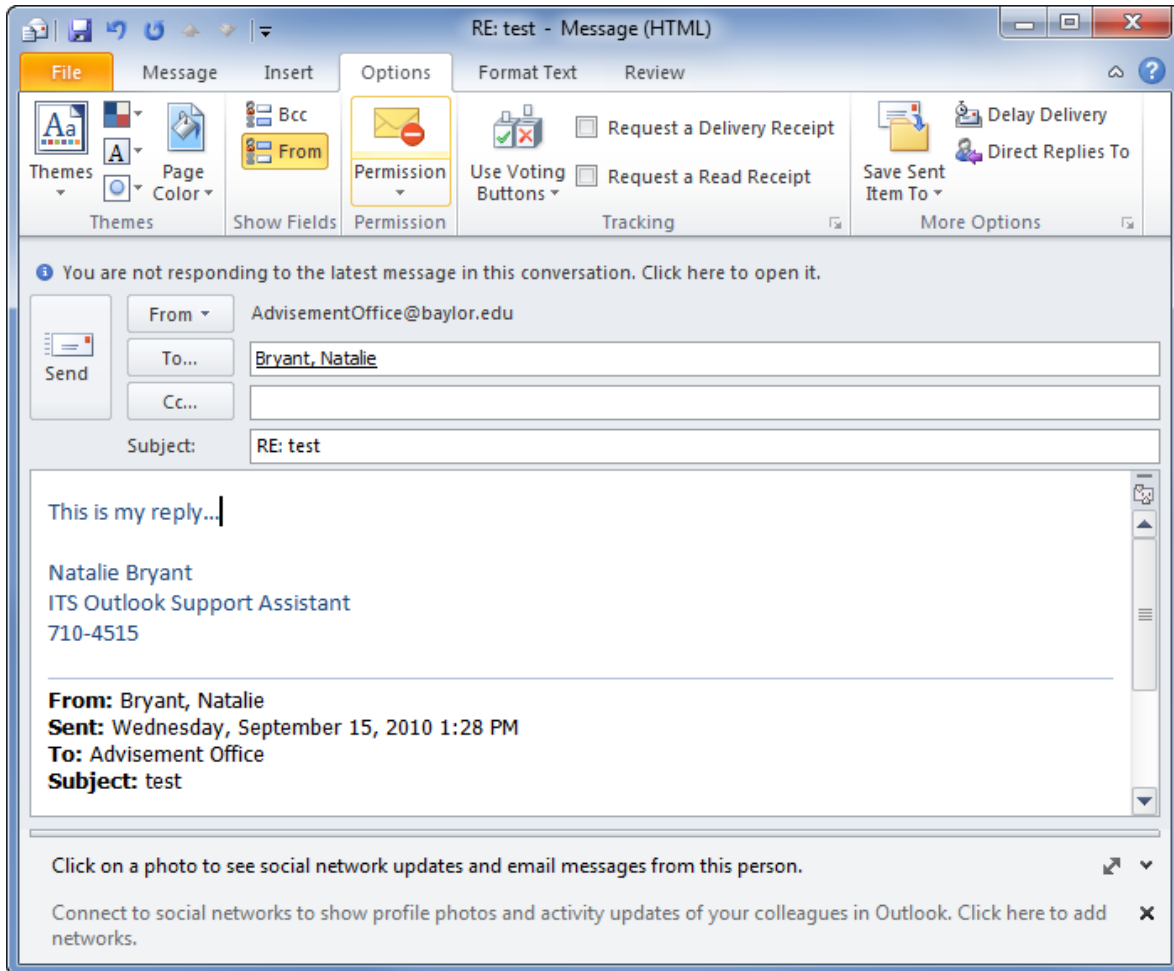 RE: test - Message (HTML)
File Message Insert Options Format Text Review
Aa
Themes
A
Page
Color
Themes
Bcc
From
Show Fields
Permission
Permission
Use Voting
Buttons
Request a Delivery Receipt
Request a Read Receipt
Tracking
Save Sent
Item To
Delay Delivery
Direct Replies To
More Options
You are not responding to the latest message in this conversation. Click here to open it.
Send
From AdvisementOffice@baylor.edu
To... Bryant, Natalie
Cc...
Subject: RE: test
This is my reply...
Natalie Bryant
ITS Outlook Support Assistant
710-4515
From: Bryant, Natalie
Sent: Wednesday, September 15, 2010 1:28 PM
To: Advisement Office
Subject: test
Click on a photo to see social network updates and email messages from this person.
Connect to social networks to show profile photos and activity updates of your colleagues in Outlook. Click here to add
networks.